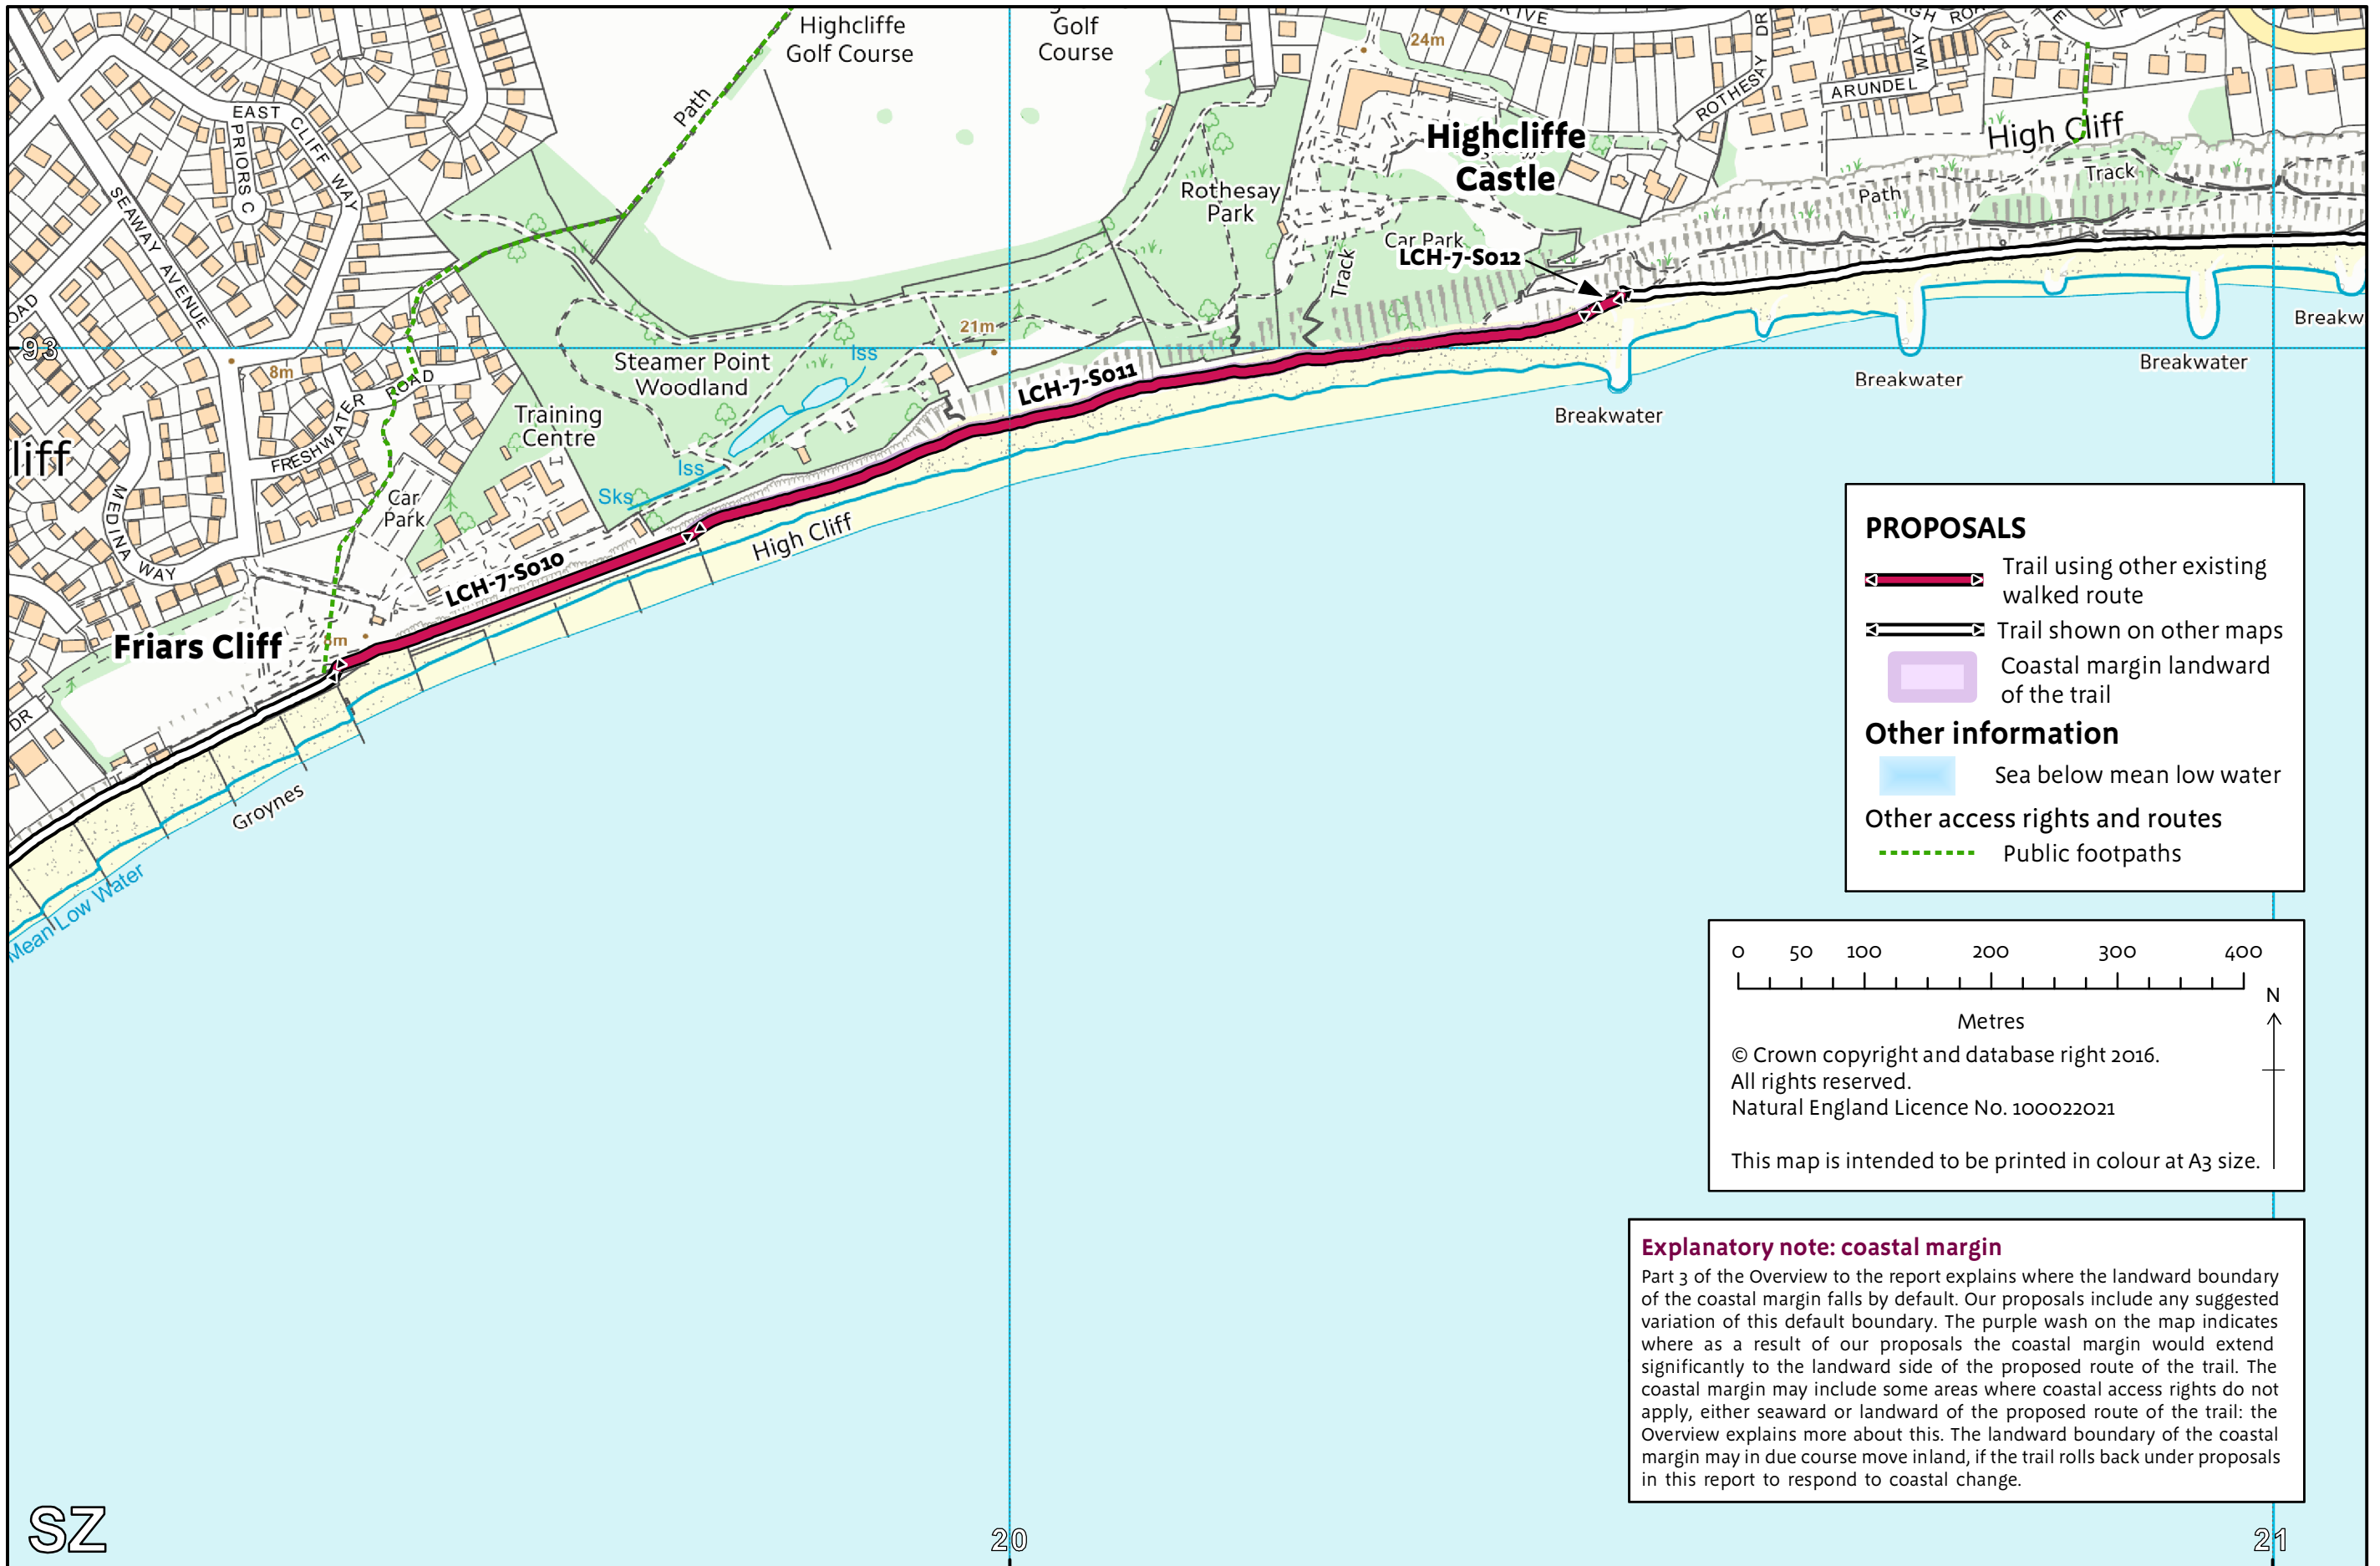 Highcliffe
Golf Course
Golf
Course
24m
ROTHESAY DR
ARUNDEL WAY
High Cliff
Path
Track
Path
EAST CLIFF WAY
PRIORS C
SEAWAY AVENUE
Highcliffe
Castle
Rothesay
Park
Car Park
LCH-7-S012
Track
21m
93
8m
Steamer Point
Woodland
Iss
LCH-7-S011
Training
Centre
FRESHWATER ROAD
liff
Iss
Sks
Car
Park
MEDINA WAY
High Cliff
LCH-7-S010
Friars Cliff
8m
DR
Groynes
Mean Low Water
Breakwater
Breakwater
Breakwater
Breakw
PROPOSALS
Trail using other existing
walked route
Trail shown on other maps
Coastal margin landward
of the trail
Other information
Sea below mean low water
Other access rights and routes
Public footpaths
0 50 100 200 300 400
N
Metres
© Crown copyright and database right 2016.
All rights reserved.
Natural England Licence No. 100022021
This map is intended to be printed in colour at A3 size.
Explanatory note: coastal margin
Part 3 of the Overview to the report explains where the landward boundary
of the coastal margin falls by default. Our proposals include any suggested
variation of this default boundary. The purple wash on the map indicates
where as a result of our proposals the coastal margin would extend
significantly to the landward side of the proposed route of the trail. The
coastal margin may include some areas where coastal access rights do not
apply, either seaward or landward of the proposed route of the trail: the
Overview explains more about this. The landward boundary of the coastal
margin may in due course move inland, if the trail rolls back under proposals
in this report to respond to coastal change.
SZ
20
21